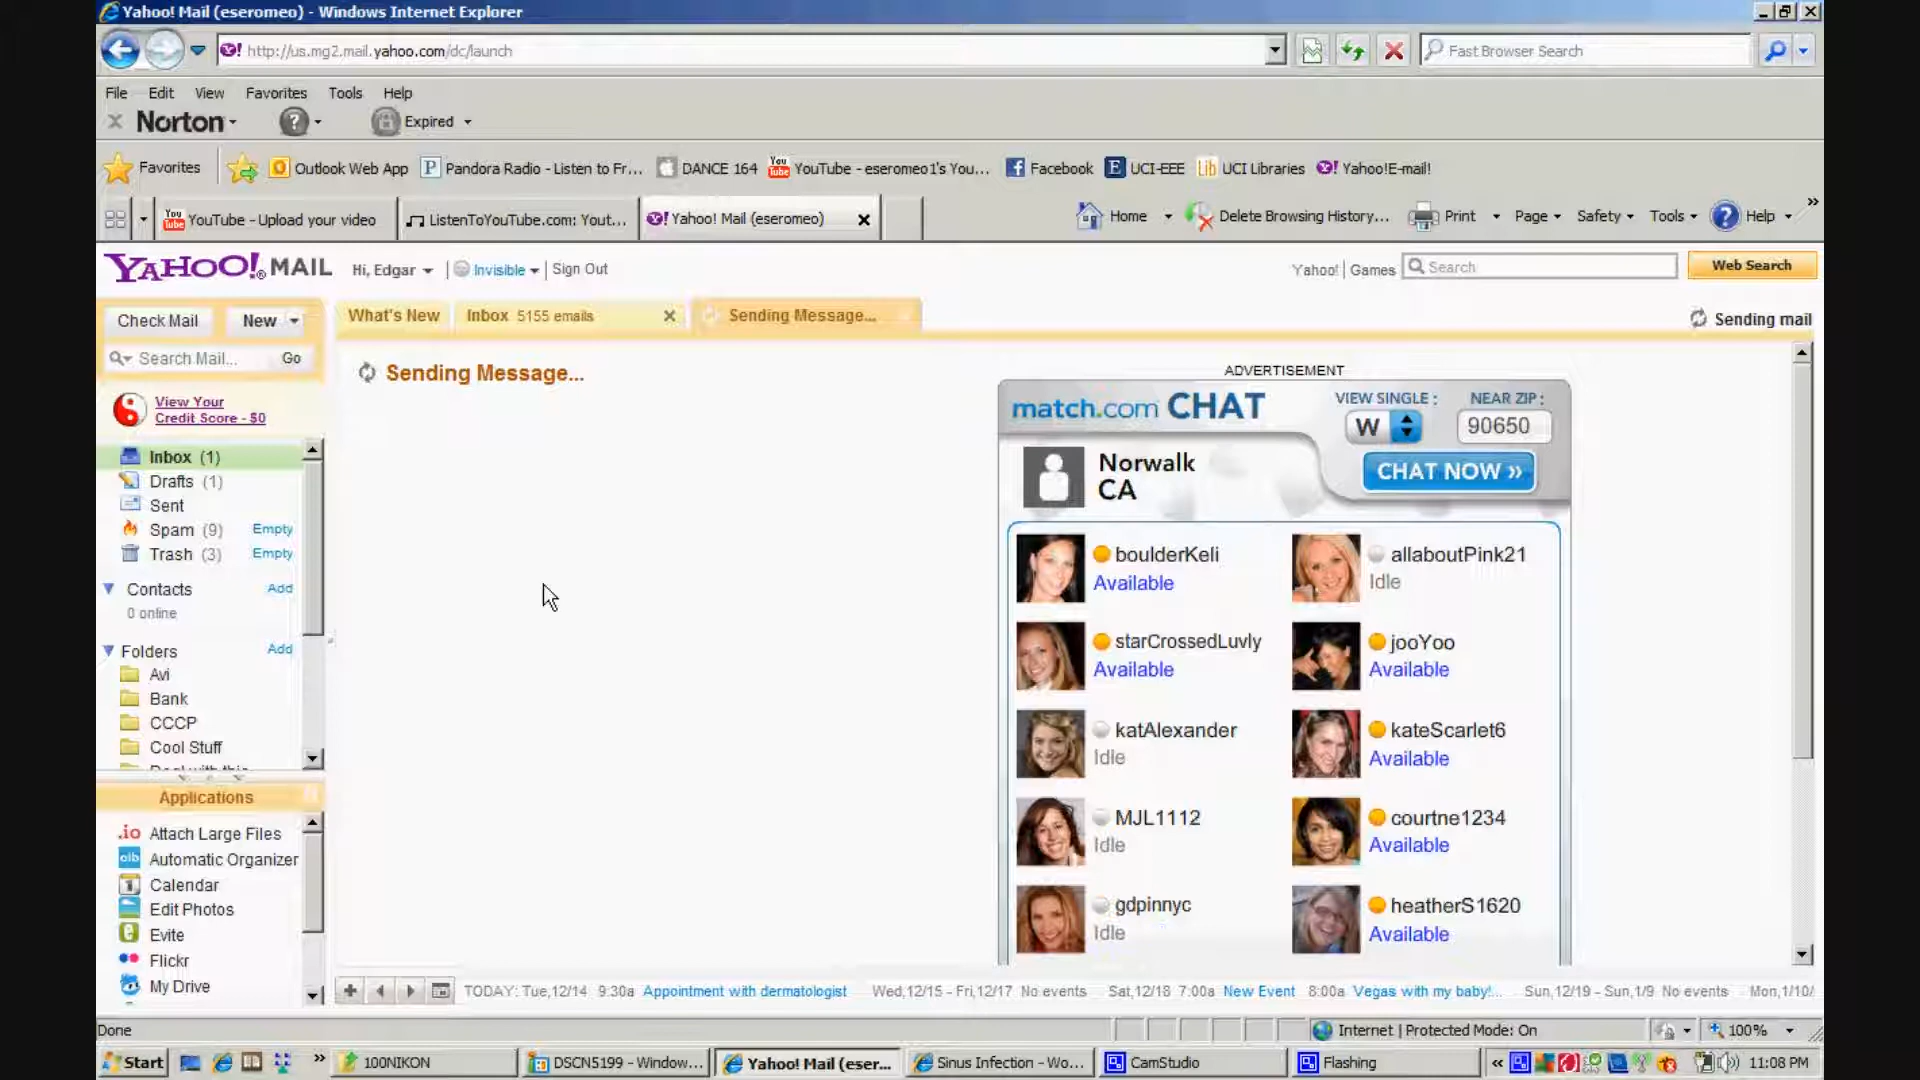 Yahoo! Mail (eseromeo) - Windows Internet Explorer
http://us.mg2.mail.yahoo.com/dc/launch
Fast Browser Search
File Edit View Favorites Tools Help
Norton Expired
Favorites Outlook Web App Pandora Radio - Listen to Fr... DANCE 164 YouTube - eseromeo1's You... Facebook UCI-EEE UCI Libraries Yahoo!E-mail!
YouTube - Upload your video ListenToYouTube.com: Yout... Yahoo! Mail (eseromeo) Home Delete Browsing History... Print Page Safety Tools Help
YAHOO! MAIL Hi, Edgar Invisible Sign Out Yahoo! Games Search Web Search
Check Mail New What's New Inbox 5155 emails Sending Message... Sending mail
Search Mail... Go
Sending Message...
View Your
Credit Score - $0
Inbox (1)
Drafts (1)
Sent
Spam (9) Empty
Trash (3) Empty
Contacts Add
0 online
Folders Add
Avi
Bank
CCCP
Cool Stuff
Applications
.io Attach Large Files
oib Automatic Organizer
Calendar
Edit Photos
Evite
Flickr
My Drive
ADVERTISEMENT
match.com CHAT
VIEW SINGLE : NEAR ZIP :
W 90650
CHAT NOW »
Norwalk
CA
boulderKeli
Available
allaboutPink21
Idle
starCrossedLuvly
Available
jooYoo
Available
katAlexander
Idle
kateScarlet6
Available
MJL1112
Idle
courtne1234
Available
gdpinnyc
Idle
heatherS1620
Available
TODAY: Tue,12/14 9:30a Appointment with dermatologist Wed,12/15 - Fri,12/17 No events Sat,12/18 7:00a New Event 8:00a Vegas with my baby!... Sun,12/19 - Sun,1/9 No events Mon,1/10/
Done Internet | Protected Mode: On 100%
Start 100NIKON DSCN5199 - Window... Yahoo! Mail (eser... Sinus Infection - Wo... CamStudio Flashing 11:08 PM